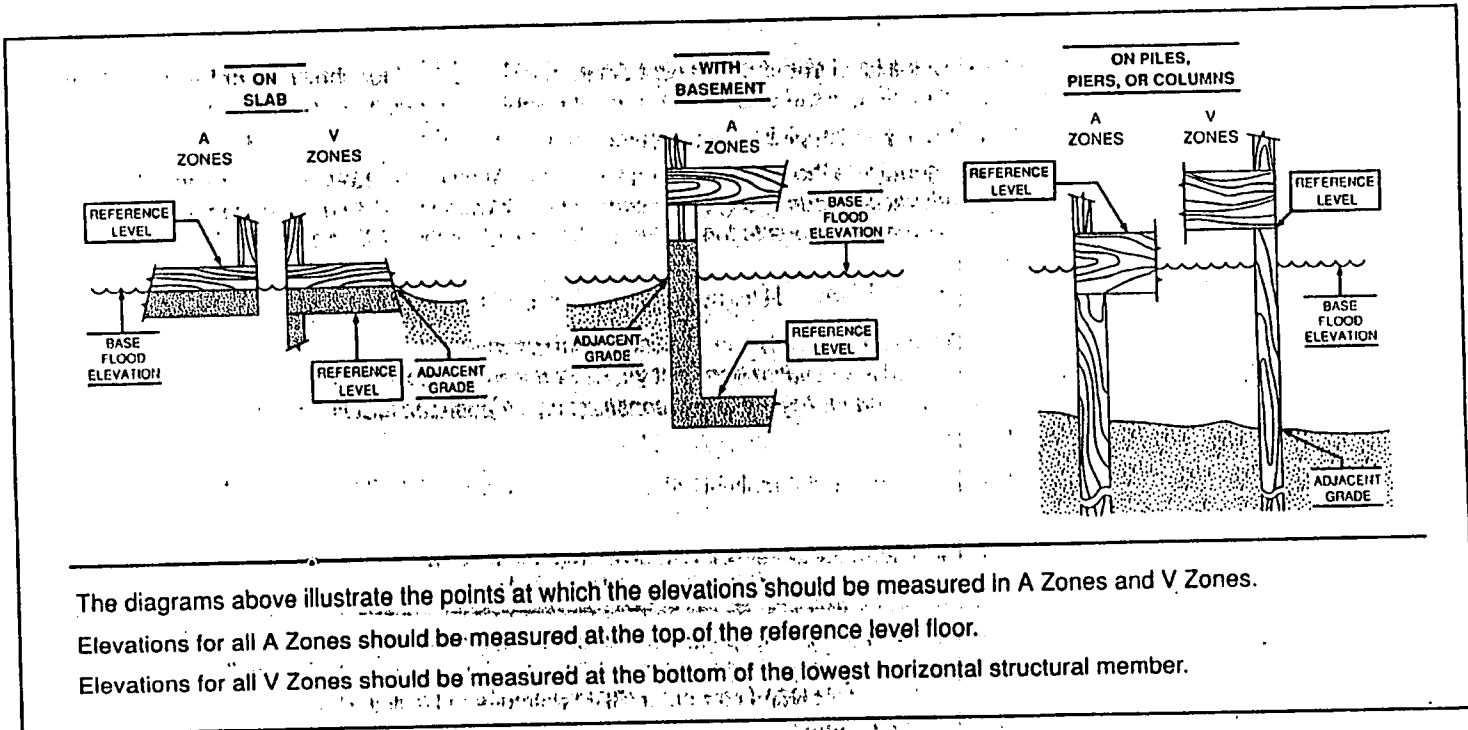 ON
SLAB
A
ZONES
V
ZONES
REFERENCE
LEVEL
BASE
FLOOD
ELEVATION
REFERENCE
LEVEL
ADJACENT
GRADE
WITH
BASEMENT
A
ZONES
BASE
FLOOD
ELEVATION
ADJACENT
GRADE
REFERENCE
LEVEL
ON PILES,
PIERS, OR COLUMNS
A
ZONES
V
ZONES
REFERENCE
LEVEL
REFERENCE
LEVEL
BASE
FLOOD
ELEVATION
ADJACENT
GRADE
The diagrams above illustrate the points at which the elevations should be measured in A Zones and V Zones.
Elevations for all A Zones should be measured at the top of the reference level floor.
Elevations for all V Zones should be measured at the bottom of the lowest horizontal structural member.